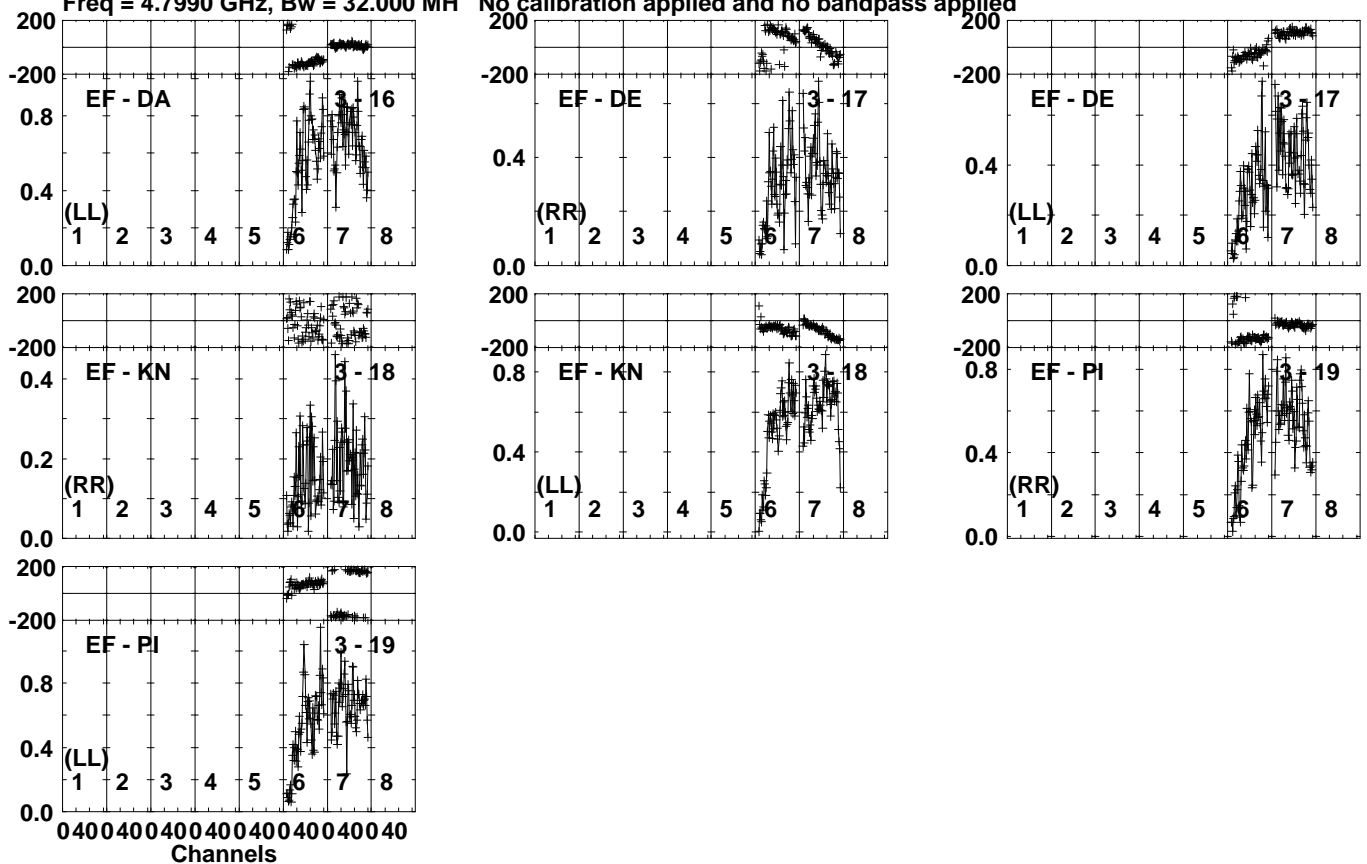 Freq = 4.7990 GHz, Bw = 32.000 MH No calibration applied and no bandpass applied
200
-200
EF - DA 3 - 16
0.8
0.4
(LL)
1 2 3 4 5 6 7 8
0.0
200
-200
EF - DE 3 - 17
0.4
(RR)
1 2 3 4 5 6 7 8
0.0
200
-200
EF - DE 3 - 17
0.4
(LL)
1 2 3 4 5 6 7 8
0.0
200
-200
EF - KN 3 - 18
0.4
0.2
(RR)
1 2 3 4 5 6 7 8
0.0
200
-200
EF - KN 3 - 18
0.8
0.4
(LL)
1 2 3 4 5 6 7 8
0.0
200
-200
EF - PI 3 - 19
0.8
0.4
(RR)
1 2 3 4 5 6 7 8
0.0
200
-200
EF - PI 3 - 19
0.8
0.4
(LL)
1 2 3 4 5 6 7 8
0.0
0 40 0 40 0 40 0 40 0 40 0 40 0 40 0 40
Channels